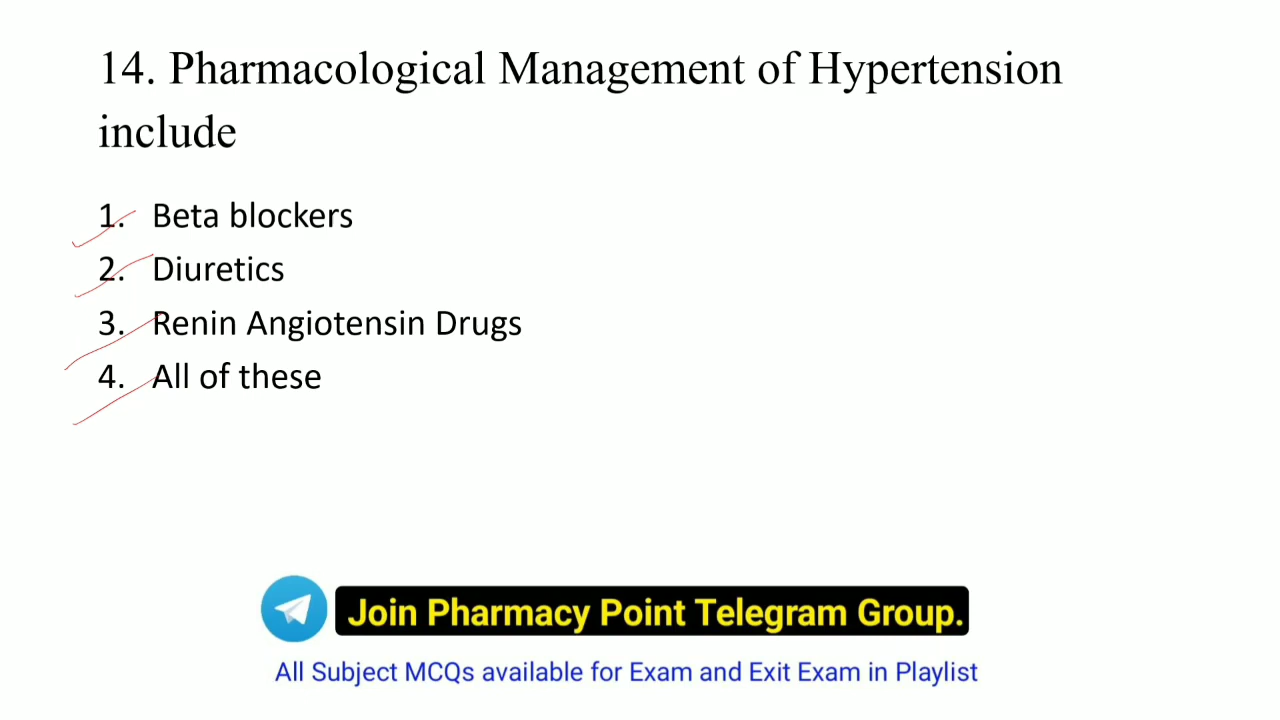 14. Pharmacological Management of Hypertension
include
1. Beta blockers
2. Diuretics
3. Renin Angiotensin Drugs
4. All of these
Join Pharmacy Point Telegram Group.
All Subject MCQs available for Exam and Exit Exam in Playlist